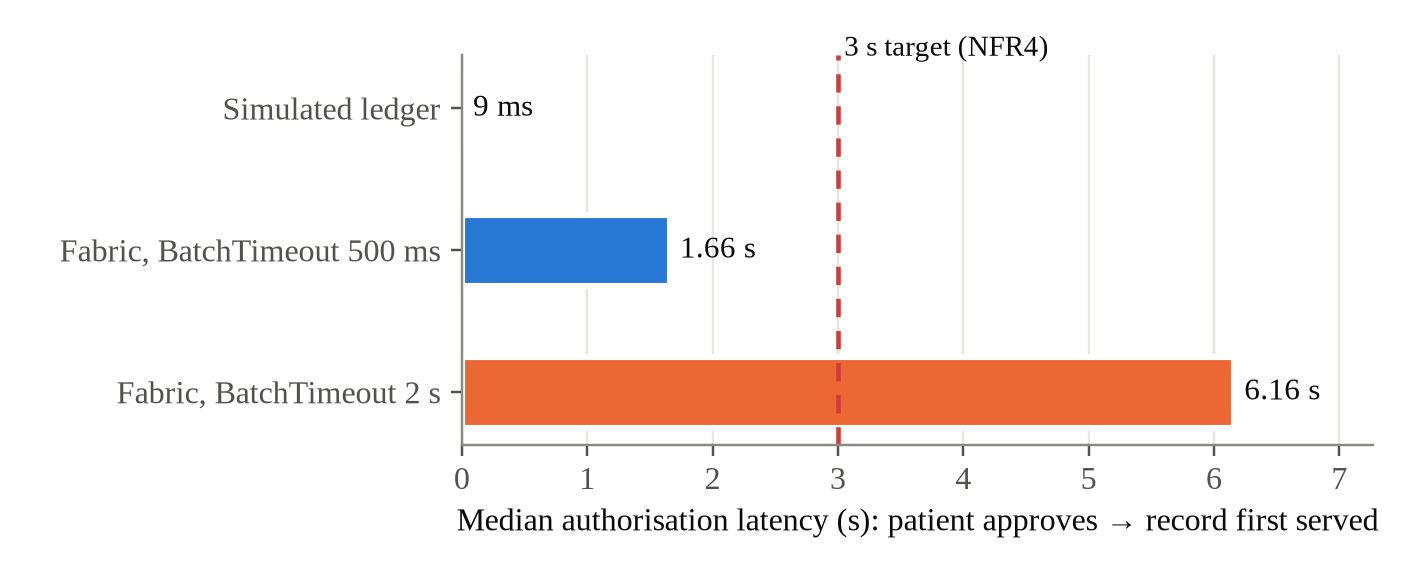 3 s target (NFR4)
Simulated ledger
9 ms
Fabric, BatchTimeout 500 ms
1.66 s
Fabric, BatchTimeout 2 s
6.16 s
0 1 2 3 4 5 6 7
Median authorisation latency (s): patient approves → record first served